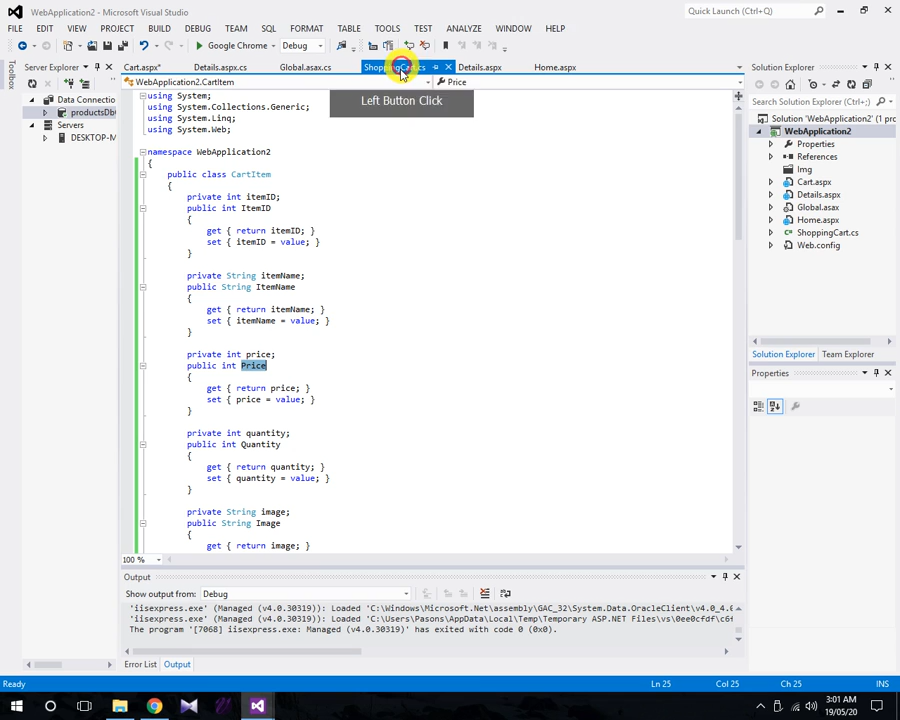 WebApplication2 - Microsoft Visual Studio
Quick Launch (Ctrl+Q)
FILE EDIT VIEW PROJECT BUILD DEBUG TEAM SQL FORMAT TABLE TOOLS TEST ANALYZE WINDOW HELP
Google Chrome Debug
Server Explorer
Cart.aspx* Details.aspx.cs Global.asax.cs ShoppingCart.cs Details.aspx Home.aspx
Solution Explorer
Toolbox
WebApplication2.CartItem
Price
Left Button Click
Data Connectio
productsDb
Servers
DESKTOP-M
Search Solution Explorer (Ctrl+;)
Solution 'WebApplication2' (1 pro
WebApplication2
Properties
References
Img
Cart.aspx
Details.aspx
Global.asax
Home.aspx
ShoppingCart.cs
Web.config
using System;
using System.Collections.Generic;
using System.Linq;
using System.Web;
namespace WebApplication2
{
public class CartItem
{
private int itemID;
public int ItemID
{
get { return itemID; }
set { itemID = value; }
}
private String itemName;
public String ItemName
{
get { return itemName; }
set { itemName = value; }
}
private int price;
public int Price
{
get { return price; }
set { price = value; }
}
private int quantity;
public int Quantity
{
get { return quantity; }
set { quantity = value; }
}
private String image;
public String Image
{
get { return image; }
Solution Explorer Team Explorer
Properties
100 %
Output
Show output from: Debug
'iisexpress.exe' (Managed (v4.0.30319)): Loaded 'C:\Windows\Microsoft.Net\assembly\GAC_32\System.Data.OracleClient\v4.0_4.0
'iisexpress.exe' (Managed (v4.0.30319)): Loaded 'C:\Users\Pasons\AppData\Local\Temp\Temporary ASP.NET Files\vs\0ee0cfdf\c6f
The program '[7068] iisexpress.exe: Managed (v4.0.30319)' has exited with code 0 (0x0).
Error List Output
Ready
Ln 25 Col 25 Ch 25 INS
3:01 AM
19/05/20